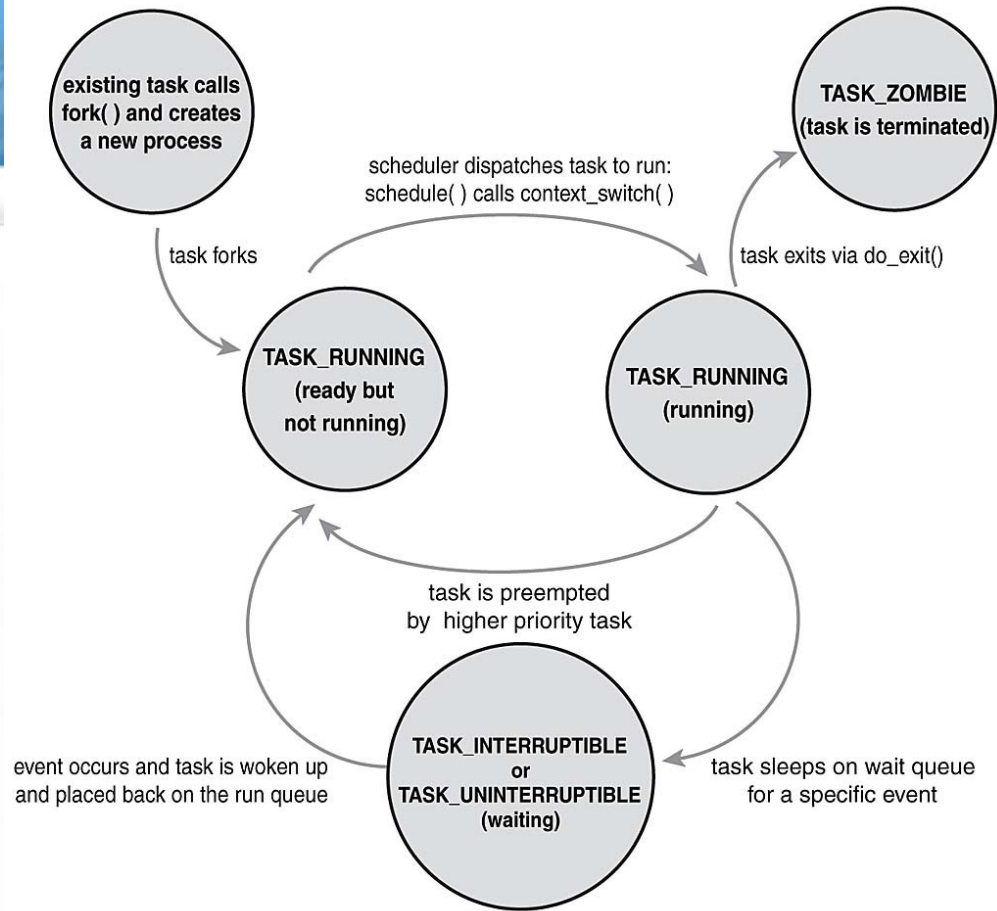 existing task calls
fork( ) and creates
a new process
TASK_ZOMBIE
(task is terminated)
scheduler dispatches task to run:
schedule( ) calls context_switch( )
task forks
task exits via do_exit()
TASK_RUNNING
(ready but
not running)
TASK_RUNNING
(running)
task is preempted
by higher priority task
event occurs and task is woken up
and placed back on the run queue
TASK_INTERRUPTIBLE
or
TASK_UNINTERRUPTIBLE
(waiting)
task sleeps on wait queue
for a specific event